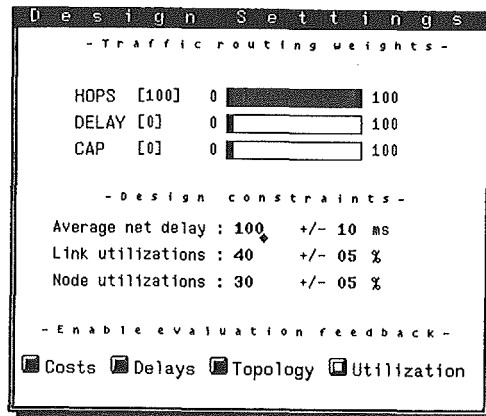 Design Settings
-Traffic routing weights-
HOPS [100] 0 100
DELAY [0] 0 100
CAP [0] 0 100
-Design constraints-
Average net delay : 100 +/- 10 ms
Link utilizations : 40 +/- 05 %
Node utilizations : 30 +/- 05 %
-Enable evaluation feedback-
Costs Delays Topology Utilization